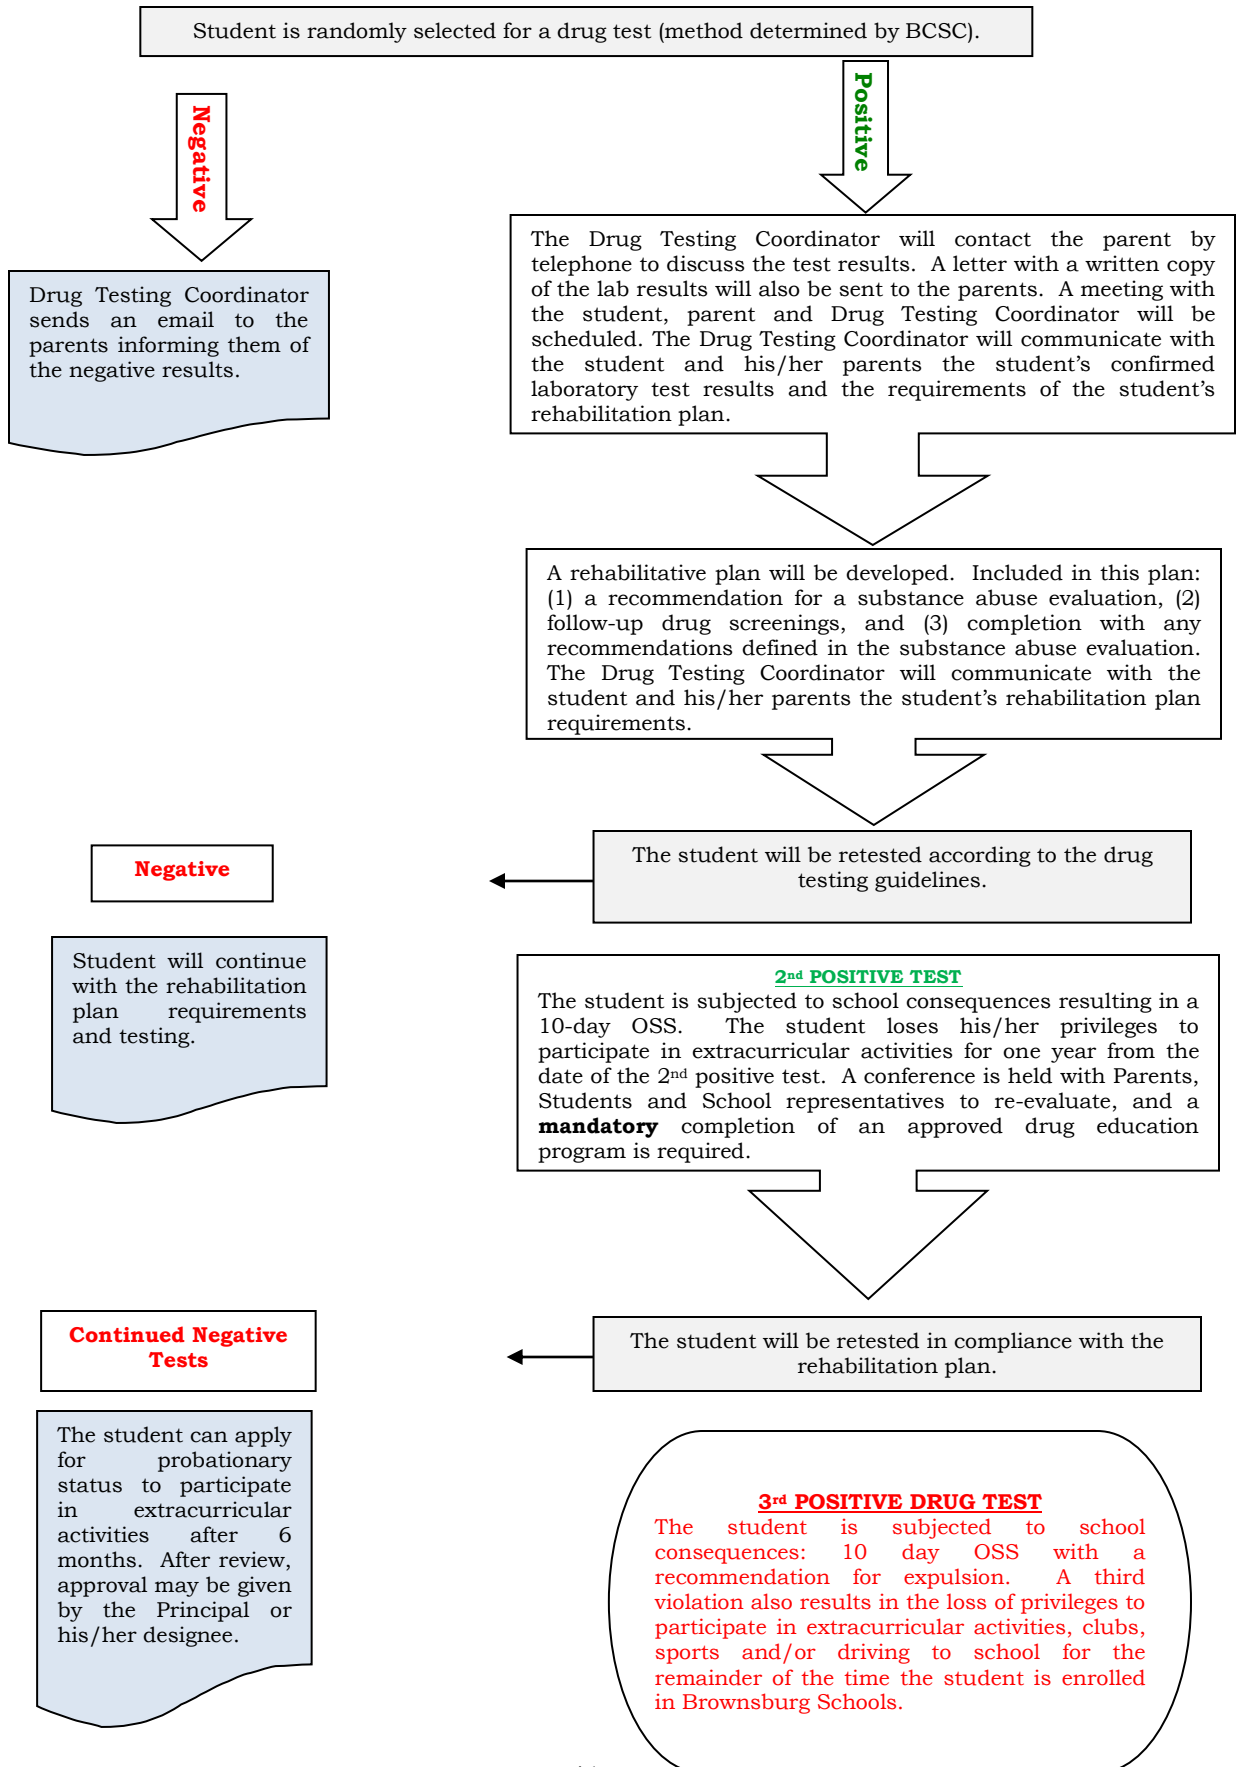 Student is randomly selected for a drug test (method determined by BCSC).
Negative
Positive
Drug Testing Coordinator
sends an email to the
parents informing them of
the negative results.
The Drug Testing Coordinator will contact the parent by
telephone to discuss the test results. A letter with a written copy
of the lab results will also be sent to the parents. A meeting with
the student, parent and Drug Testing Coordinator will be
scheduled. The Drug Testing Coordinator will communicate with
the student and his/her parents the student’s confirmed
laboratory test results and the requirements of the student’s
rehabilitation plan.
A rehabilitative plan will be developed. Included in this plan:
(1) a recommendation for a substance abuse evaluation, (2)
follow-up drug screenings, and (3) completion with any
recommendations defined in the substance abuse evaluation.
The Drug Testing Coordinator will communicate with the
student and his/her parents the student’s rehabilitation plan
requirements.
The student will be retested according to the drug
testing guidelines.
Negative
Student will continue
with the rehabilitation
plan requirements
and testing.
2nd POSITIVE TEST
The student is subjected to school consequences resulting in a
10-day OSS. The student loses his/her privileges to
participate in extracurricular activities for one year from the
date of the 2nd positive test. A conference is held with Parents,
Students and School representatives to re-evaluate, and a
mandatory completion of an approved drug education
program is required.
The student will be retested in compliance with the
rehabilitation plan.
Continued Negative
Tests
The student can apply
for probationary
status to participate
in extracurricular
activities after 6
months. After review,
approval may be given
by the Principal or
his/her designee.
3rd POSITIVE DRUG TEST
The student is subjected to school
consequences: 10 day OSS with a
recommendation for expulsion. A third
violation also results in the loss of privileges to
participate in extracurricular activities, clubs,
sports and/or driving to school for the
remainder of the time the student is enrolled
in Brownsburg Schools.